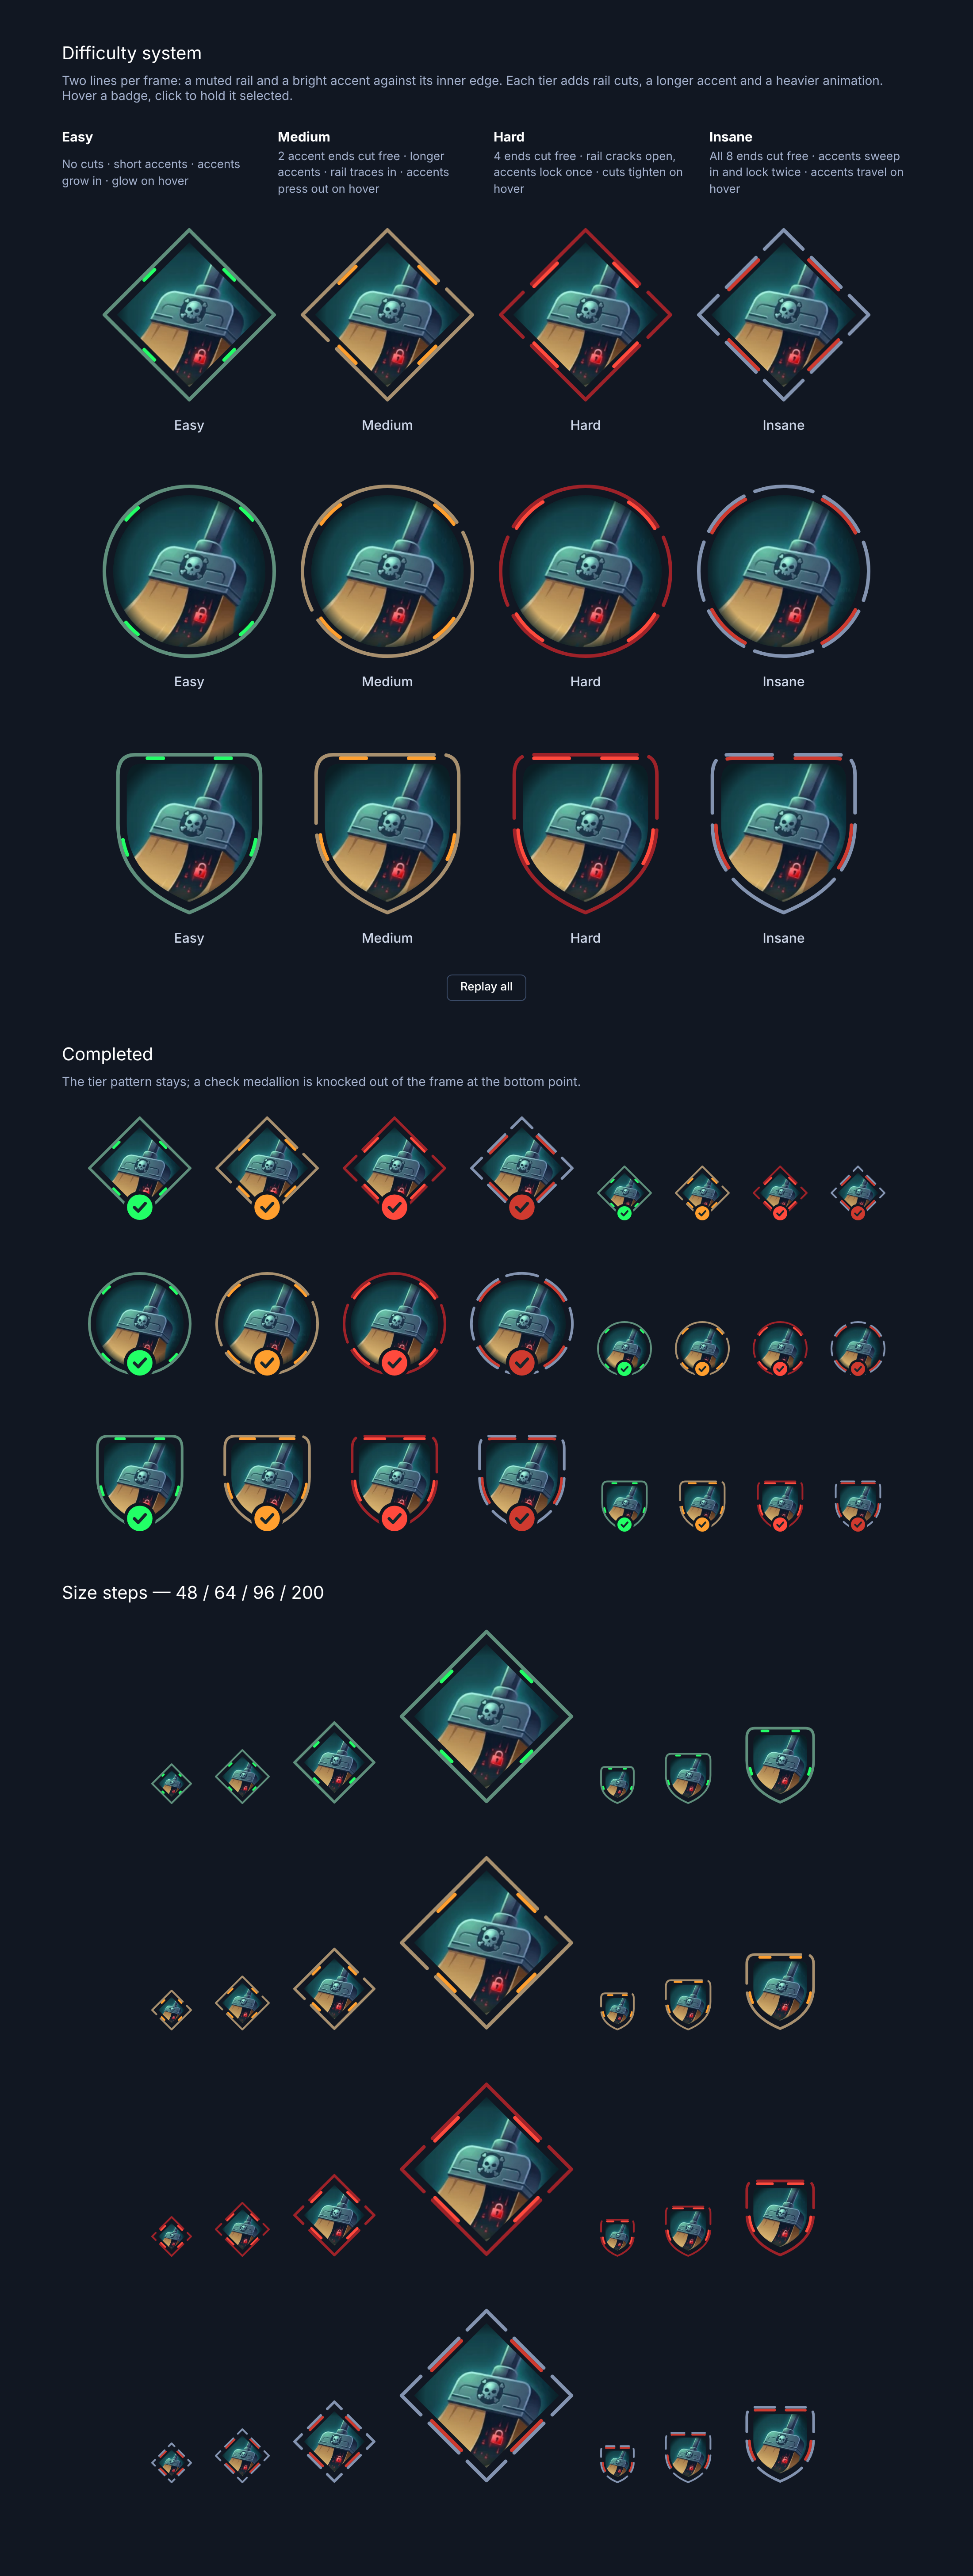 Difficulty system
Two lines per frame: a muted rail and a bright accent against its inner edge. Each tier adds rail cuts, a longer accent and a heavier animation.
Hover a badge, click to hold it selected.
Easy
No cuts · short accents · accents
grow in · glow on hover
Medium
2 accent ends cut free · longer
accents · rail traces in · accents
press out on hover
Hard
4 ends cut free · rail cracks open,
accents lock once · cuts tighten on
hover
Insane
All 8 ends cut free · accents sweep
in and lock twice · accents travel on
hover
Easy
Medium
Hard
Insane
Easy
Medium
Hard
Insane
Easy
Medium
Hard
Insane
Replay all
Completed
The tier pattern stays; a check medallion is knocked out of the frame at the bottom point.
Size steps — 48 / 64 / 96 / 200